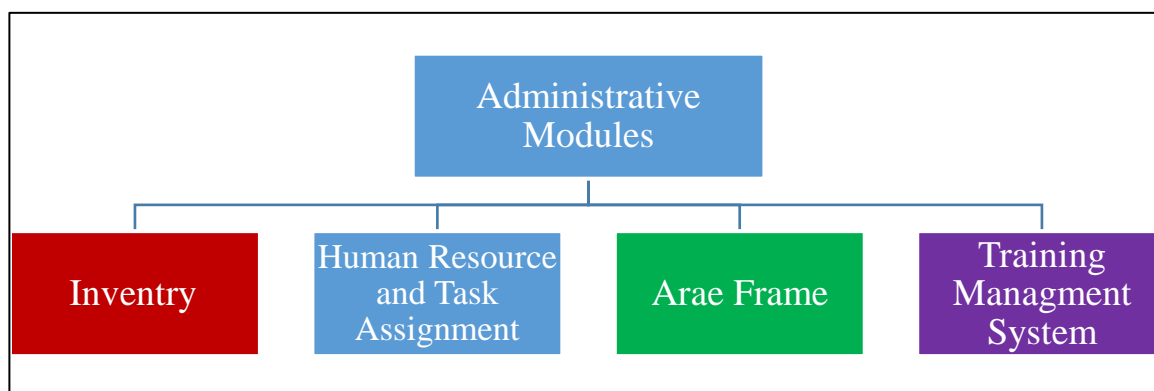 Administrative
Modules
Inventry
Human Resource
and Task
Assignment
Arae Frame
Training
Managment
System